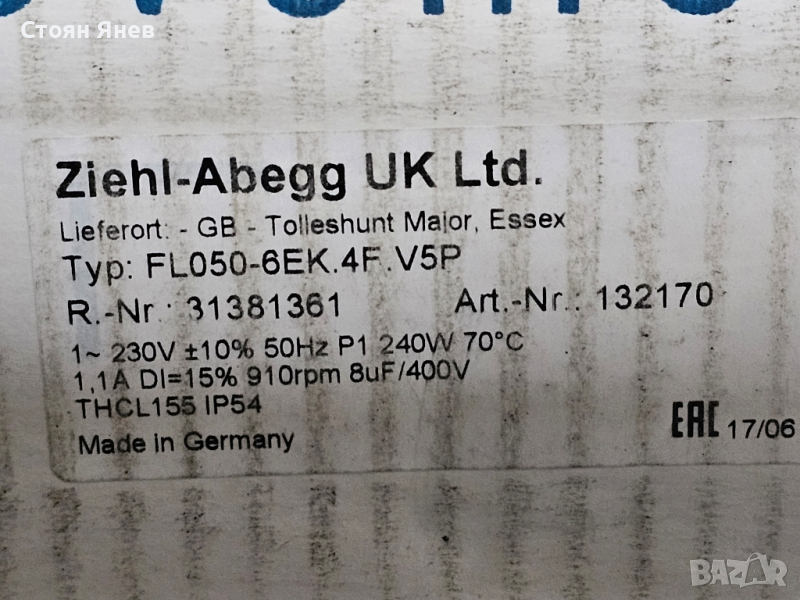 Стоян Янев
Ziehl-Abegg UK Ltd.
Lieferort: - GB - Tolleshunt Major, Essex
Typ: FL050-6EK.4F.V5P
R.-Nr.: 31381361 Art.-Nr.: 132170
1~ 230V ±10% 50Hz P1 240W 70°C
1,1A DI=15% 910rpm 8uF/400V
THCL155 IP54
Made in Germany
EAC 17/06
BAZAR